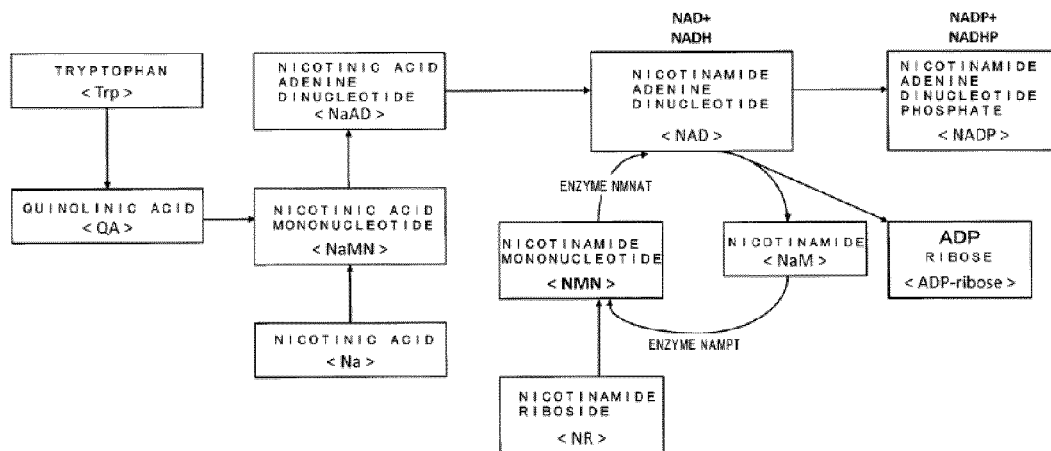 TRYPTOPHAN
< Trp >
QUINOLINIC ACID
< QA >
NICOTINIC ACID
ADENINE
DINUCLEOTIDE
< NaAD >
NICOTINIC ACID
MONONUCLEOTIDE
< NaMN >
NICOTINIC ACID
< Na >
NAD+
NADH
NICOTINAMIDE
ADENINE
DINUCLEOTIDE
< NAD >
NADP+
NADHP
NICOTINAMIDE
ADENINE
DINUCLEOTIDE
PHOSPHATE
< NADP >
ENZYME NMNAT
NICOTINAMIDE
MONONUCLEOTIDE
< NMN >
NICOTINAMIDE
< NaM >
ADP
RIBOSE
< ADP-ribose >
ENZYME NAMPT
NICOTINAMIDE
RIBOSIDE
< NR >